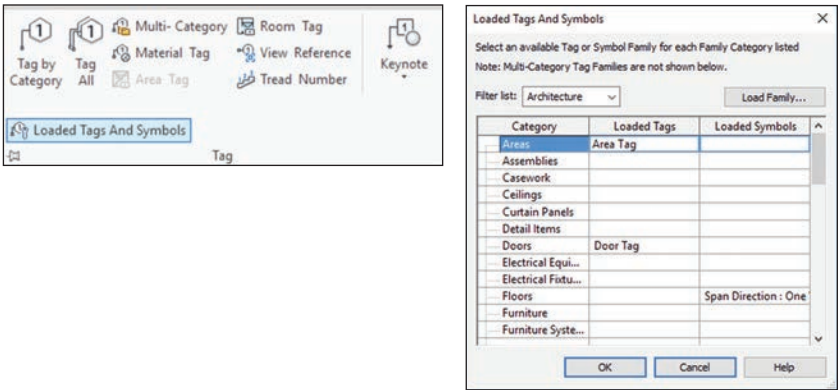 1 1 Multi- Category Room Tag 1
Material Tag View Reference
Tag by Tag Keynote
Category All Area Tag Tread Number
Loaded Tags And Symbols
Tag
Loaded Tags And Symbols
Select an available Tag or Symbol Family for each Family Category listed
Note: Multi-Category Tag Families are not shown below.
Filter list: Architecture Load Family...
Category Loaded Tags Loaded Symbols
Areas Area Tag
Assemblies
Casework
Ceilings
Curtain Panels
Detail Items
Doors Door Tag
Electrical Equi...
Electrical Fixtu...
Floors Span Direction : One
Furniture
Furniture Syste...
OK Cancel Help